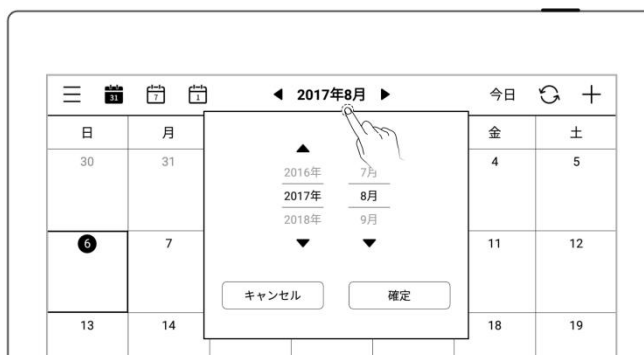 31 7 1 2017年8月 今日
日 月 金 土
30 31 4 5
2016年 7月
2017年 8月
2018年 9月
6 7 11 12
キャンセル 確定
13 14 18 19